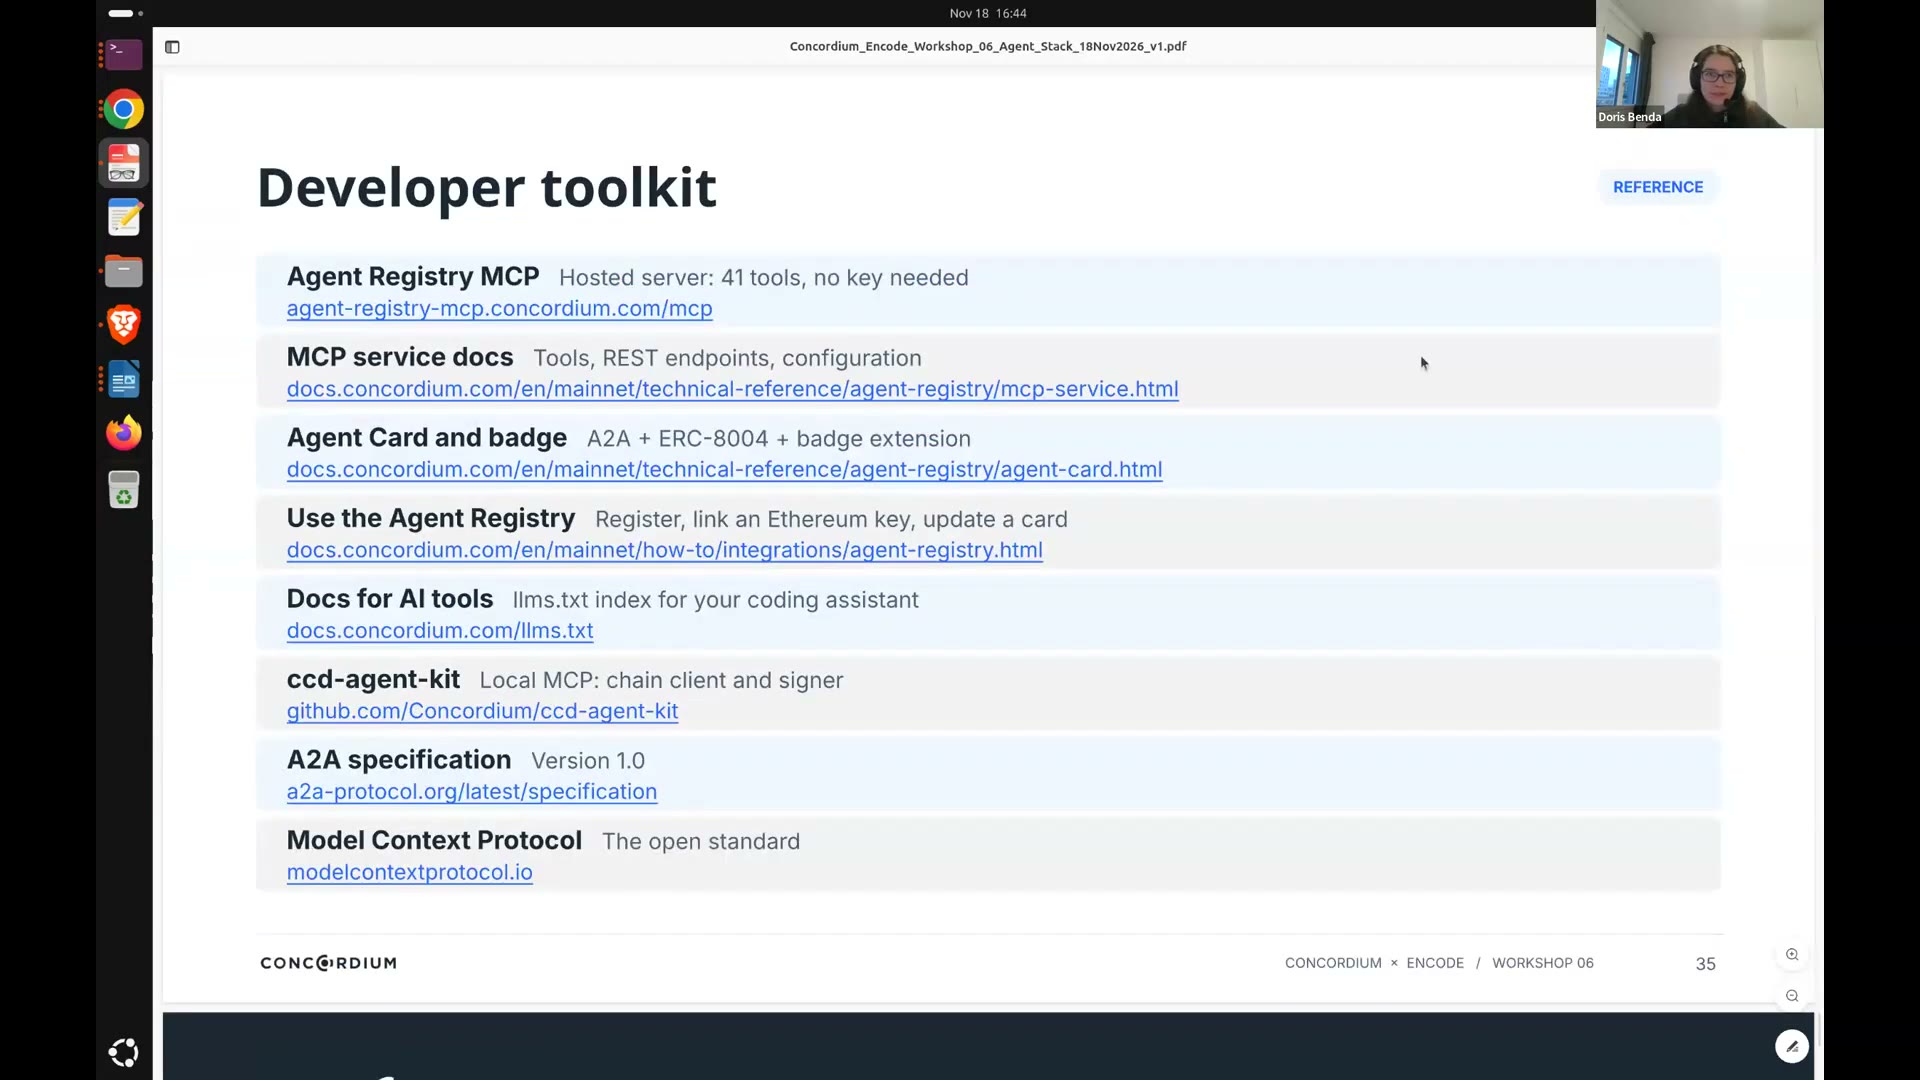 Nov 18 16:44
Concordium_Encode_Workshop_06_Agent_Stack_18Nov2026_v1.pdf
Doris Benda
Developer toolkit
REFERENCE
Agent Registry MCP Hosted server: 41 tools, no key needed
agent-registry-mcp.concordium.com/mcp
MCP service docs Tools, REST endpoints, configuration
docs.concordium.com/en/mainnet/technical-reference/agent-registry/mcp-service.html
Agent Card and badge A2A + ERC-8004 + badge extension
docs.concordium.com/en/mainnet/technical-reference/agent-registry/agent-card.html
Use the Agent Registry Register, link an Ethereum key, update a card
docs.concordium.com/en/mainnet/how-to/integrations/agent-registry.html
Docs for AI tools llms.txt index for your coding assistant
docs.concordium.com/llms.txt
ccd-agent-kit Local MCP: chain client and signer
github.com/Concordium/ccd-agent-kit
A2A specification Version 1.0
a2a-protocol.org/latest/specification
Model Context Protocol The open standard
modelcontextprotocol.io
CONCORDIUM
CONCORDIUM × ENCODE / WORKSHOP 06
35